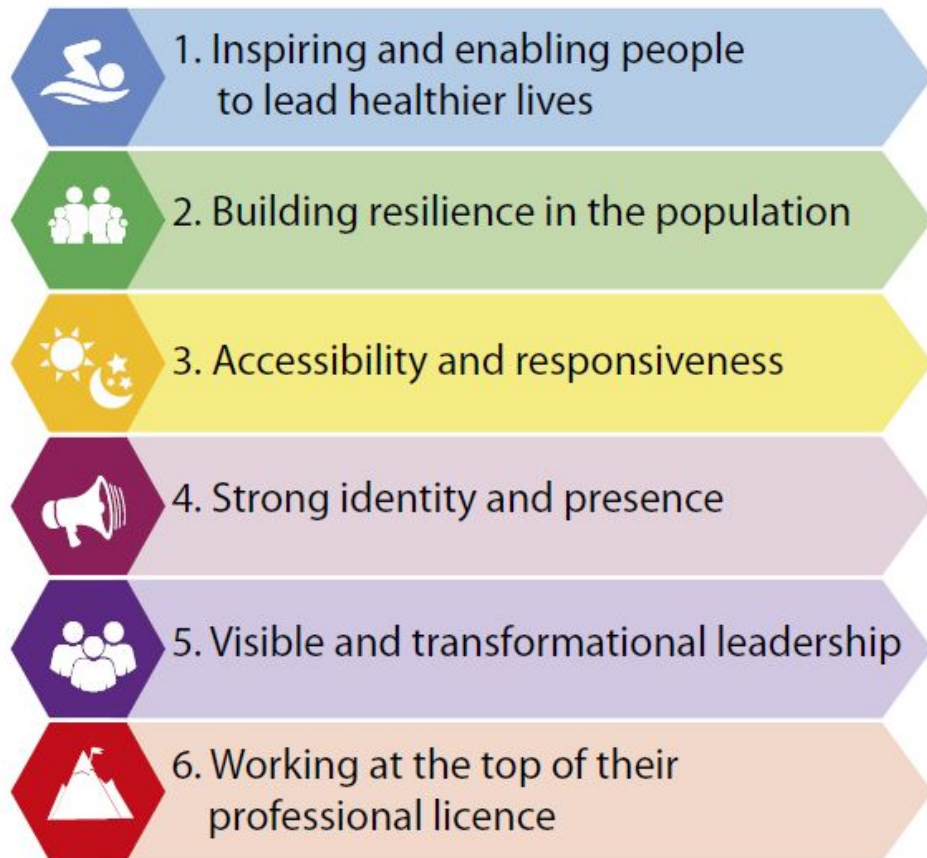 1. Inspiring and enabling people
to lead healthier lives
2. Building resilience in the population
3. Accessibility and responsiveness
4. Strong identity and presence
5. Visible and transformational leadership
6. Working at the top of their
professional licence